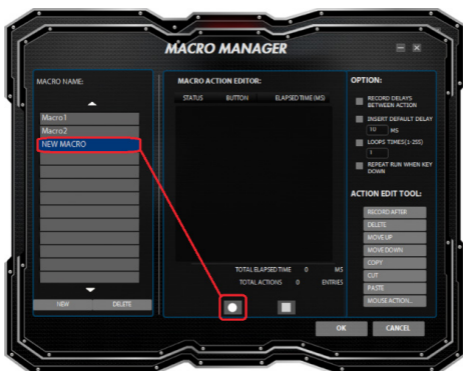 MACRO MANAGER
MACRO NAME:
Macro1
Macro2
NEW MACRO
NEW
DELETE
MACRO ACTION EDITOR:
STATUS BUTTON ELAPSED TIME (MS)
TOTAL ELAPSED TIME 0 MS
TOTAL ACTIONS 0 ENTRIES
OPTION:
RECORD DELAYS
BETWEEN ACTION
INSERT DEFAULT DELAY
10 MS
LOOPS TIMES(1-255)
1
REPEAT RUN WHEN KEY
DOWN
ACTION EDIT TOOL:
RECORD AFTER
DELETE
MOVE UP
MOVE DOWN
COPY
CUT
PASTE
MOUSE ACTION...
OK
CANCEL